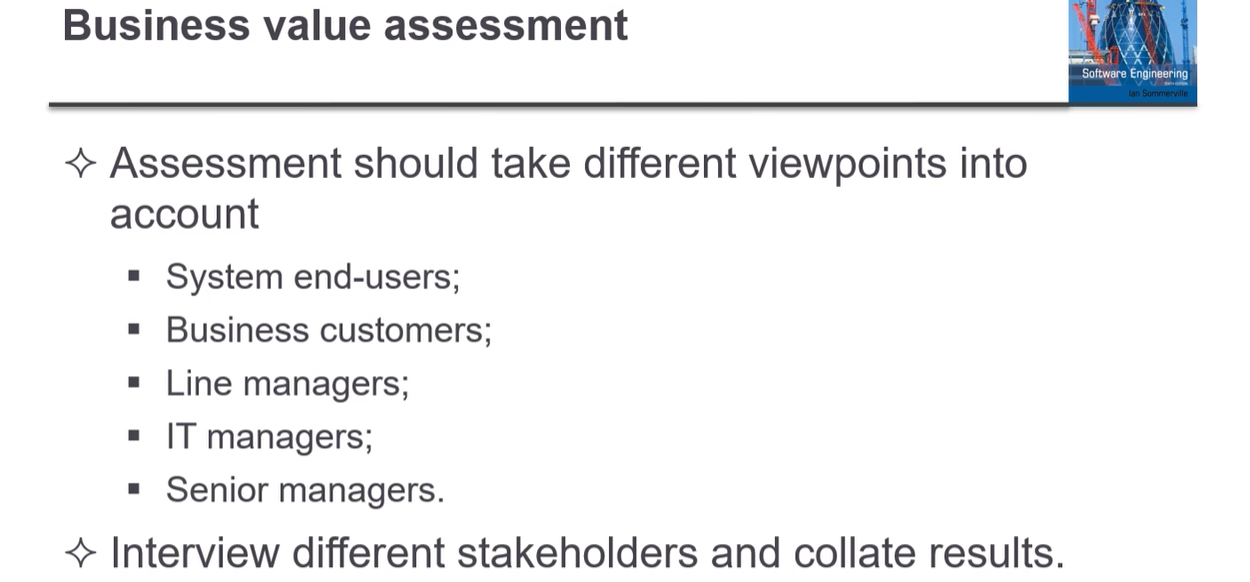 Business value assessment
Software Engineering
Ian Sommerville
✧ Assessment should take different viewpoints into
account
▪ System end-users;
▪ Business customers;
▪ Line managers;
▪ IT managers;
▪ Senior managers.
✧ Interview different stakeholders and collate results.